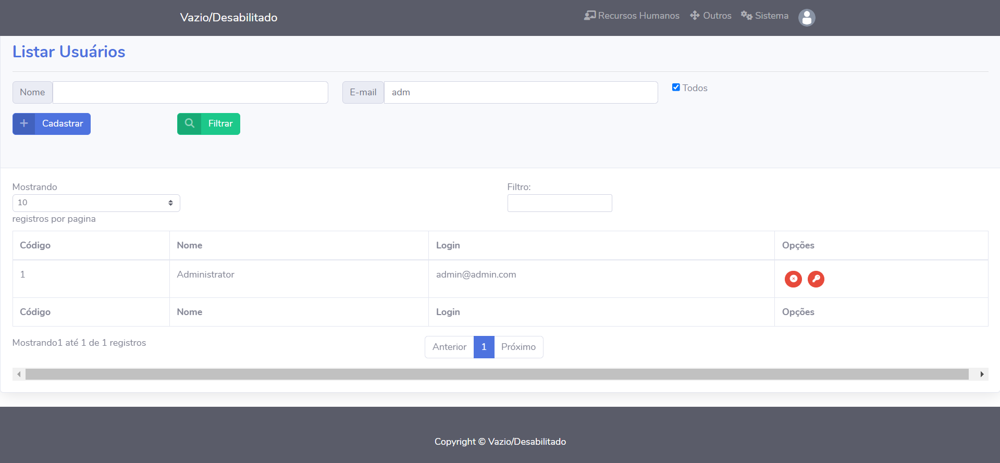 Vazio/Desabilitado
Recursos Humanos
Outros
Sistema
Listar Usuários
Nome
E-mail adm
Todos
Cadastrar
Filtrar
Mostrando
10
registros por pagina
Filtro:
Código Nome Login Opções
1 Administrator admin@admin.com
Código Nome Login Opções
Mostrando1 até 1 de 1 registros
Anterior 1 Próximo
Copyright © Vazio/Desabilitado